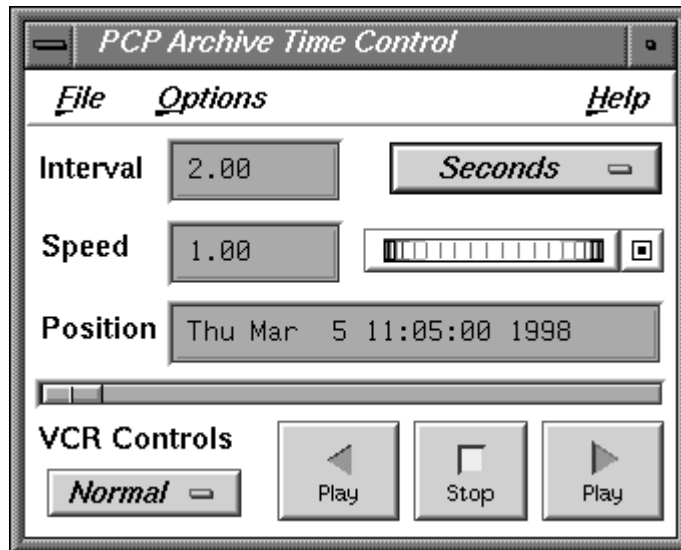 PCP Archive Time Control
File Options Help
Interval 2.00 Seconds
Speed 1.00
Position Thu Mar  5 11:05:00 1998
VCR Controls
Normal Play Stop Play